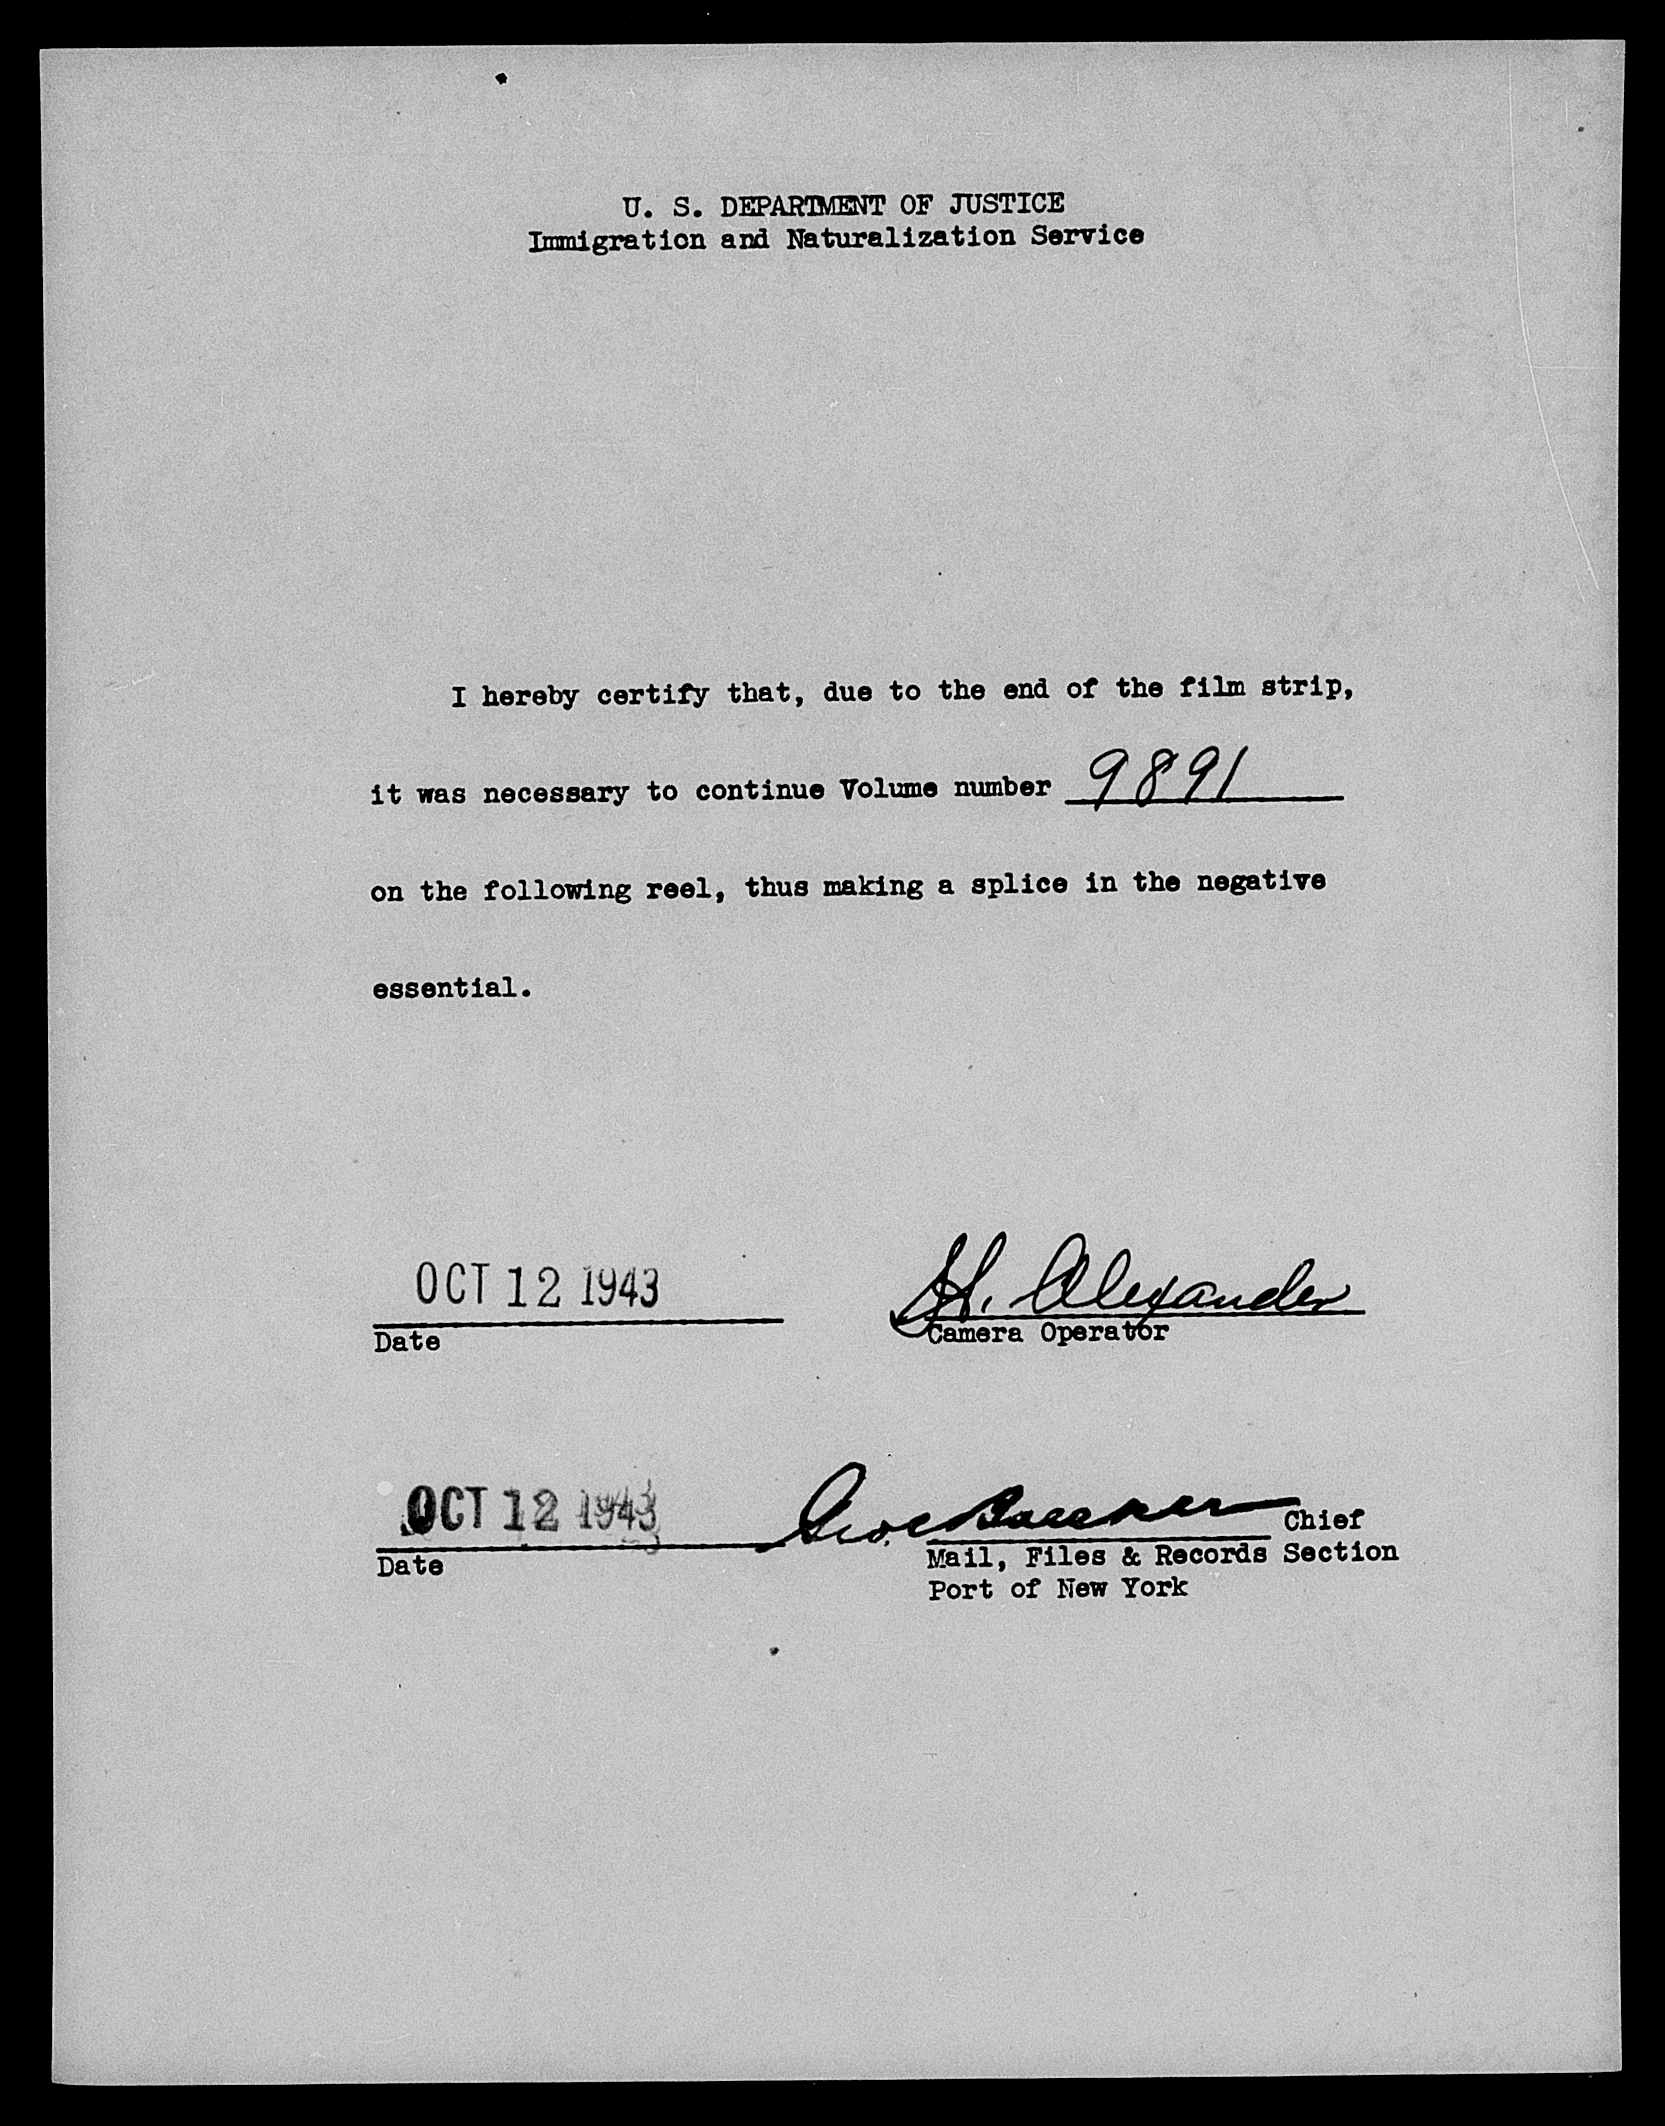 U. S. DEPARTMENT OF JUSTICE
Immigration and Naturalization Service
I hereby certify that, due to the end of the film strip,
it was necessary to continue Volume number 9891
on the following reel, thus making a splice in the negative
essential.
OCT 12 1943
H. Alexander
Date
Camera Operator
OCT 12 1943
Geo. Chief
Date
Mail, Files & Records Section
Port of New York